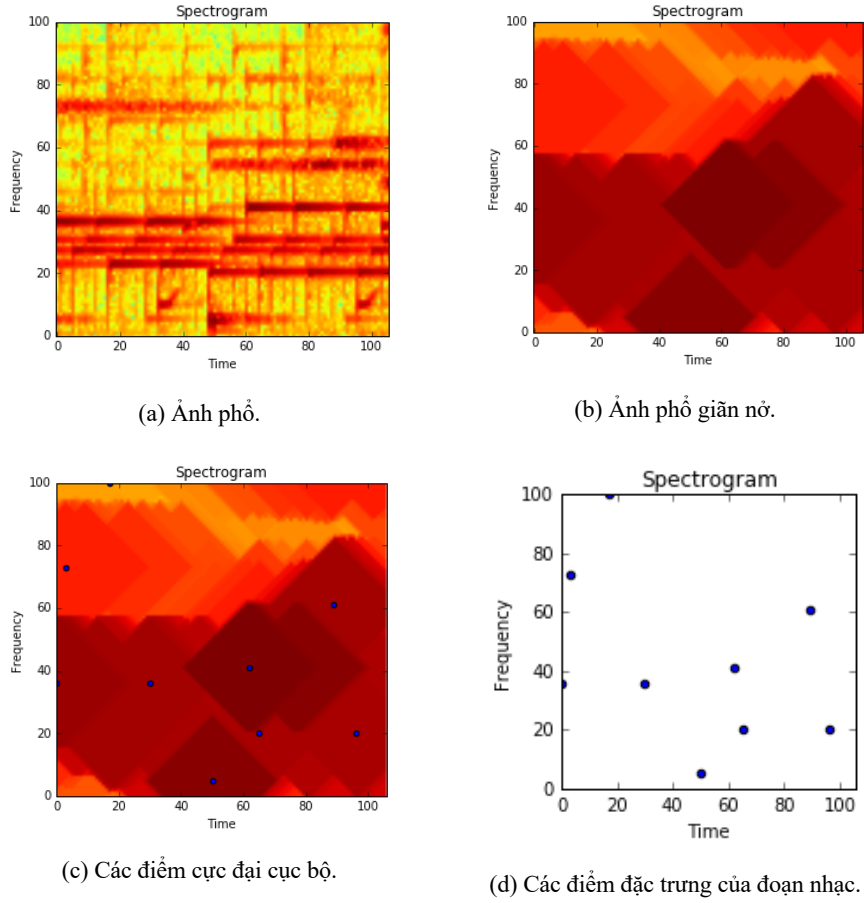 Spectrogram
100
80
60
40
20
0
Frequency
0 20 40 60 80 100
Time
(a) Ảnh phổ.
Spectrogram
100
80
60
40
20
0
Frequency
0 20 40 60 80 100
Time
(b) Ảnh phổ giãn nở.
Spectrogram
100
80
60
40
20
0
Frequency
0 20 40 60 80 100
Time
(c) Các điểm cực đại cục bộ.
Spectrogram
100
80
60
40
20
0
Frequency
0 20 40 60 80 100
Time
(d) Các điểm đặc trưng của đoạn nhạc.